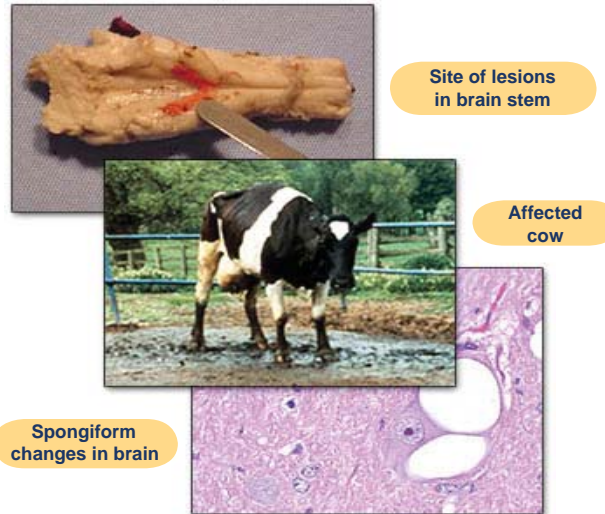 Site of lesions
in brain stem
Affected
cow
Spongiform
changes in brain